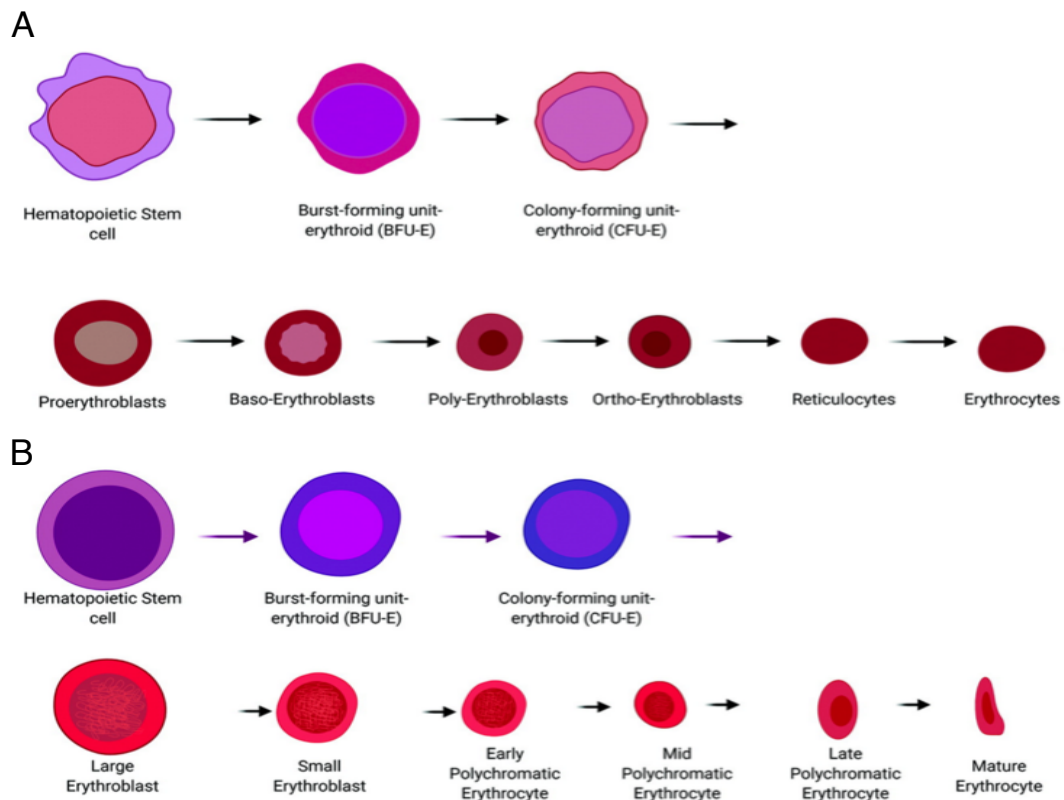 A
Hematopoietic Stem
cell
Burst-forming unit-
erythroid (BFU-E)
Colony-forming unit-
erythroid (CFU-E)
Proerythroblasts
Baso-Erythroblasts
Poly-Erythroblasts
Ortho-Erythroblasts
Reticulocytes
Erythrocytes
B
Hematopoietic Stem
cell
Burst-forming unit-
erythroid (BFU-E)
Colony-forming unit-
erythroid (CFU-E)
Large
Erythroblast
Small
Erythroblast
Early
Polychromatic
Erythrocyte
Mid
Polychromatic
Erythrocyte
Late
Polychromatic
Erythrocyte
Mature
Erythrocyte